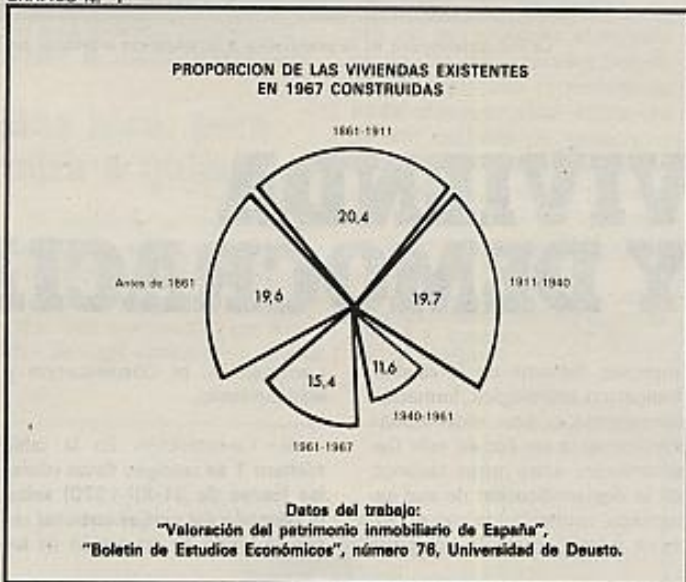 PROPORCION DE LAS VIVIENDAS EXISTENTES
EN 1967 CONSTRUIDAS
1861-1911
20,4
Antes de 1861
19,6
19,7
1911-1940
15,4
11,6
1940-1961
1961-1967
Datos del trabajo:
"Valoración del patrimonio inmobiliario de España",
"Boletín de Estudios Económicos", número 76, Universidad de Deusto.